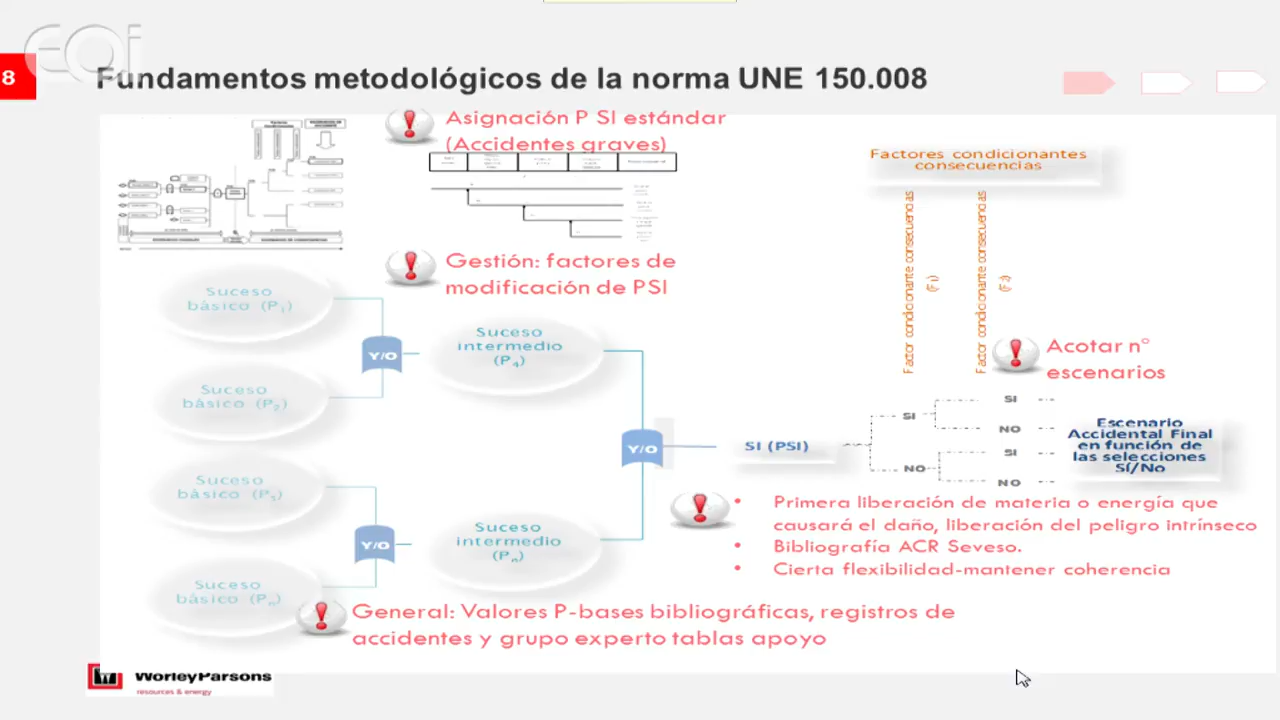 eoi
8
Fundamentos metodológicos de la norma UNE 150.008
Asignación P SI estándar
(Accidentes graves)
Factores condicionantes
consecuencias
Factor condicionante consecuencias
(F1)
Factor condicionante consecuencias
(F2)
Gestión: factores de
modificación de PSI
Suceso
básico (P1)
Suceso
básico (P2)
Suceso
básico (P3)
Suceso
básico (Pn)
Y/O
Y/O
Suceso
intermedio
(P4)
Suceso
intermedio
(Pn)
Y/O
SI (PSI)
Acotar n°
escenarios
SI
NO
SI
NO
SI
NO
Escenario
Accidental Final
en función de
las selecciones
Sí/No
• Primera liberación de materia o energía que
causará el daño, liberación del peligro intrínseco
• Bibliografía ACR Seveso.
• Cierta flexibilidad-mantener coherencia
General: Valores P-bases bibliográficas, registros de
accidentes y grupo experto tablas apoyo
WorleyParsons
resources & energy